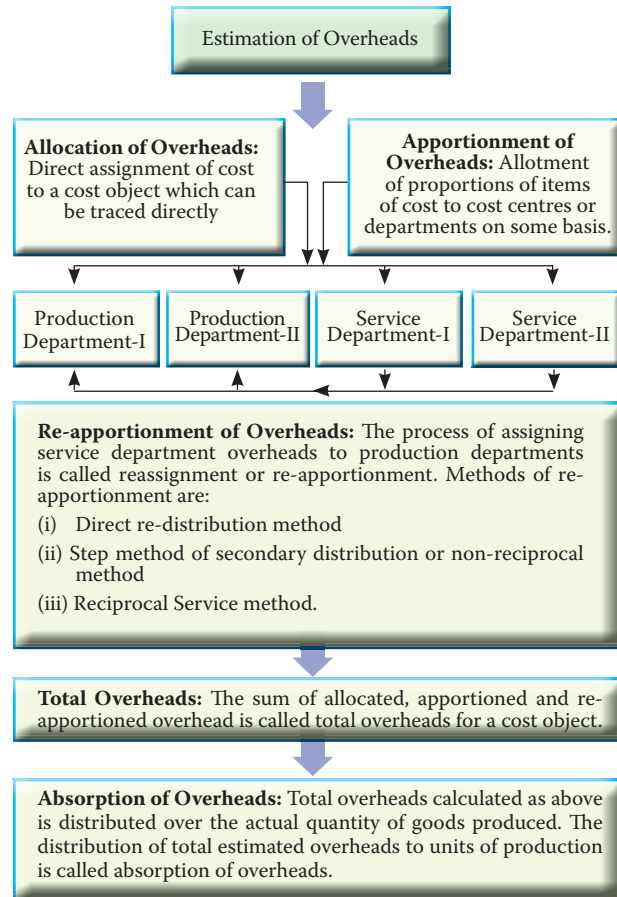 Estimation of Overheads
Allocation of Overheads:
Direct assignment of cost
to a cost object which can
be traced directly
Apportionment of
Overheads: Allotment
of proportions of items
of cost to cost centres or
departments on some basis.
Production
Department-I
Production
Department-II
Service
Department-I
Service
Department-II
Re-apportionment of Overheads: The process of assigning
service department overheads to production departments
is called reassignment or re-apportionment. Methods of re-
apportionment are:
(i) Direct re-distribution method
(ii) Step method of secondary distribution or non-reciprocal
method
(iii) Reciprocal Service method.
Total Overheads: The sum of allocated, apportioned and re-
apportioned overhead is called total overheads for a cost object.
Absorption of Overheads: Total overheads calculated as above
is distributed over the actual quantity of goods produced. The
distribution of total estimated overheads to units of production
is called absorption of overheads.